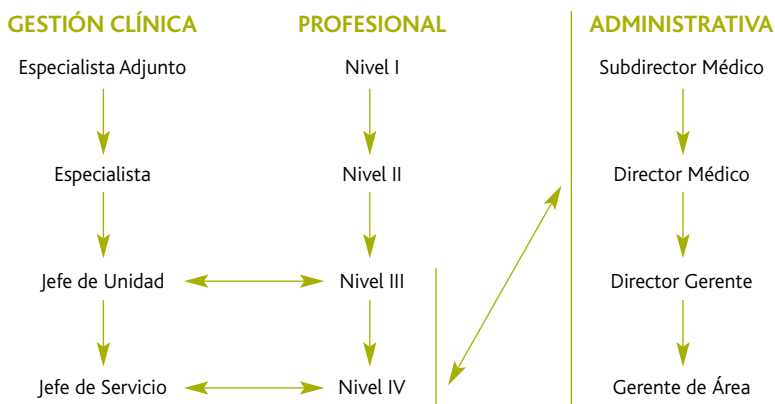 GESTIÓN CLÍNICA
PROFESIONAL
ADMINISTRATIVA
Especialista Adjunto
Nivel I
Subdirector Médico
Especialista
Nivel II
Director Médico
Jefe de Unidad
Nivel III
Director Gerente
Jefe de Servicio
Nivel IV
Gerente de Área